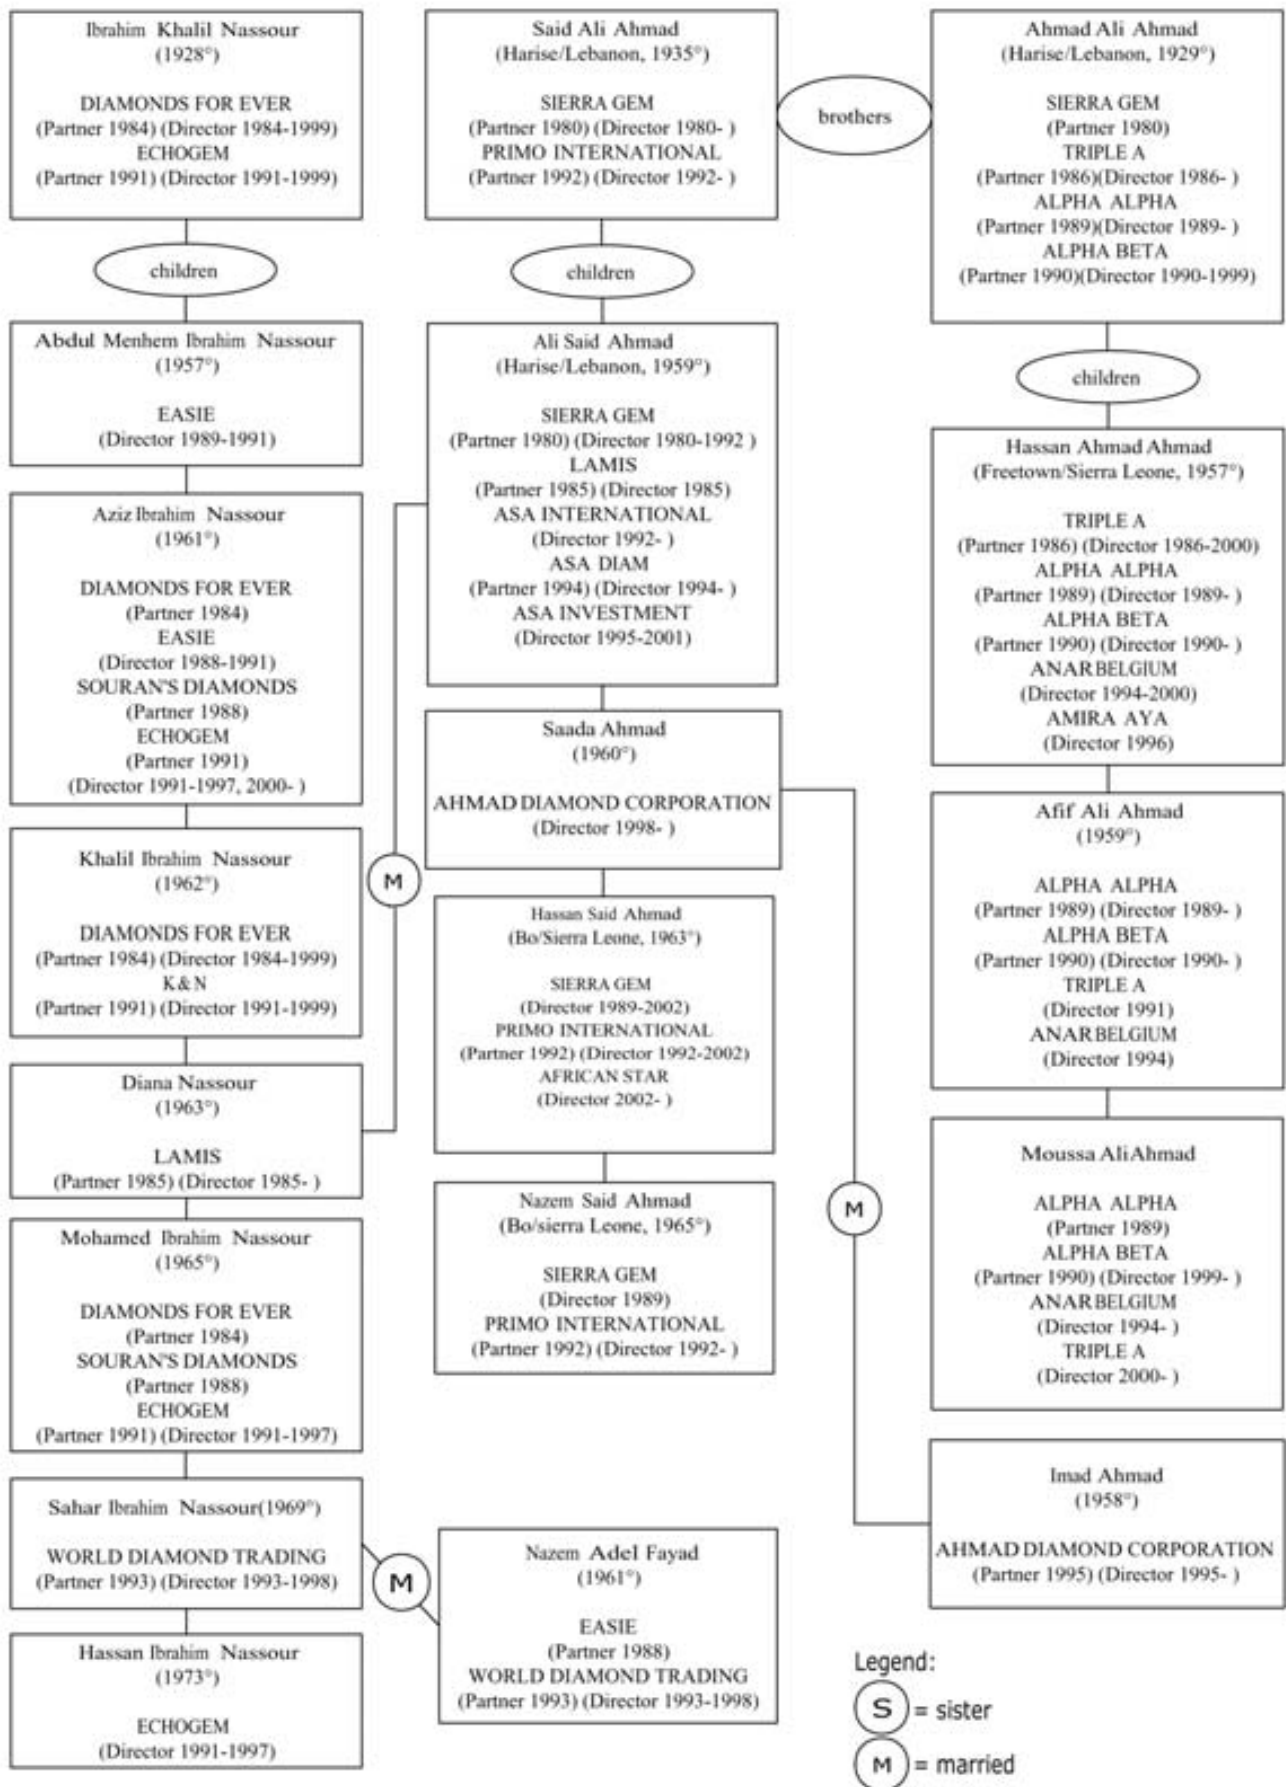 Ibrahim Khalil Nassour
(1928°)
DIAMONDS FOR EVER
(Partner 1984) (Director 1984-1999)
ECHOGEM
(Partner 1991) (Director 1991-1999)
children
Abdul Menhem Ibrahim Nassour
(1957°)
EASIE
(Director 1989-1991)
Aziz Ibrahim Nassour
(1961°)
DIAMONDS FOR EVER
(Partner 1984)
EASIE
(Director 1988-1991)
SOURAN'S DIAMONDS
(Partner 1988)
ECHOGEM
(Partner 1991)
(Director 1991-1997, 2000- )
Khalil Ibrahim Nassour
(1962°)
DIAMONDS FOR EVER
(Partner 1984) (Director 1984-1999)
K&N
(Partner 1991) (Director 1991-1999)
Diana Nassour
(1963°)
LAMIS
(Partner 1985) (Director 1985- )
Mohamed Ibrahim Nassour
(1965°)
DIAMONDS FOR EVER
(Partner 1984)
SOURAN'S DIAMONDS
(Partner 1988)
ECHOGEM
(Partner 1991) (Director 1991-1997)
Sahar Ibrahim Nassour(1969°)
WORLD DIAMOND TRADING
(Partner 1993) (Director 1993-1998)
Hassan Ibrahim Nassour
(1973°)
ECHOGEM
(Director 1991-1997)
Said Ali Ahmad
(Harise/Lebanon, 1935°)
SIERRA GEM
(Partner 1980) (Director 1980- )
PRIMO INTERNATIONAL
(Partner 1992) (Director 1992- )
children
Ali Said Ahmad
(Harise/Lebanon, 1959°)
SIERRA GEM
(Partner 1980) (Director 1980-1992 )
LAMIS
(Partner 1985) (Director 1985)
ASA INTERNATIONAL
(Director 1992- )
ASA DIAM
(Partner 1994) (Director 1994- )
ASA INVESTMENT
(Director 1995-2001)
M
Saada Ahmad
(1960°)
AHMAD DIAMOND CORPORATION
(Director 1998- )
Hassan Said Ahmad
(Bo/Sierra Leone, 1963°)
SIERRA GEM
(Director 1989-2002)
PRIMO INTERNATIONAL
(Partner 1992) (Director 1992-2002)
AFRICAN STAR
(Director 2002- )
Nazem Said Ahmad
(Bo/sierra Leone, 1965°)
SIERRA GEM
(Director 1989)
PRIMO INTERNATIONAL
(Partner 1992) (Director 1992- )
M
Nazem Adel Fayad
(1961°)
EASIE
(Partner 1988)
WORLD DIAMOND TRADING
(Partner 1993) (Director 1993-1998)
brothers
Ahmad Ali Ahmad
(Harise/Lebanon, 1929°)
SIERRA GEM
(Partner 1980)
TRIPLE A
(Partner 1986)(Director 1986- )
ALPHA ALPHA
(Partner 1989)(Director 1989- )
ALPHA BETA
(Partner 1990)(Director 1990-1999)
children
Hassan Ahmad Ahmad
(Freetown/Sierra Leone, 1957°)
TRIPLE A
(Partner 1986) (Director 1986-2000)
ALPHA ALPHA
(Partner 1989) (Director 1989- )
ALPHA BETA
(Partner 1990) (Director 1990- )
ANARBELGIUM
(Director 1994-2000)
AMIRA AYA
(Director 1996)
Afif Ali Ahmad
(1959°)
ALPHA ALPHA
(Partner 1989) (Director 1989- )
ALPHA BETA
(Partner 1990) (Director 1990- )
TRIPLE A
(Director 1991)
ANARBELGIUM
(Director 1994)
Moussa AliAhmad
ALPHA ALPHA
(Partner 1989)
ALPHA BETA
(Partner 1990) (Director 1999- )
ANARBELGIUM
(Director 1994- )
TRIPLE A
(Director 2000- )
M
Imad Ahmad
(1958°)
AHMAD DIAMOND CORPORATION
(Partner 1995) (Director 1995- )
Legend:
S = sister
M = married